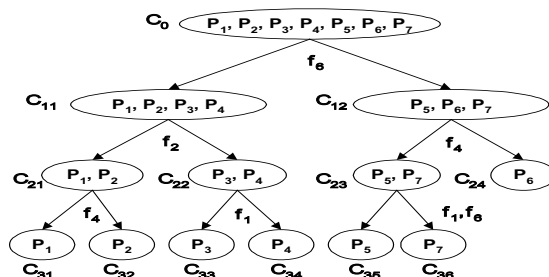 C₀ P₁, P₂, P₃, P₄, P₅, P₆, P₇
f₆
C₁₁ P₁, P₂, P₃, P₄ C₁₂ P₅, P₆, P₇
f₂ f₄
C₂₁ P₁, P₂ C₂₂ P₃, P₄ C₂₃ P₅, P₇ C₂₄ P₆
f₄ f₁ f₁,f₆
P₁ P₂ P₃ P₄ P₅ P₇
C₃₁ C₃₂ C₃₃ C₃₄ C₃₅ C₃₆